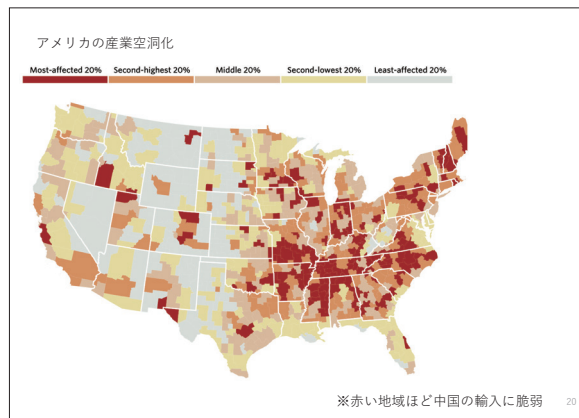 アメリカの産業空洞化
Most-affected 20% Second-highest 20% Middle 20% Second-lowest 20% Least-affected 20%
※赤い地域ほど中国の輸入に脆弱 20